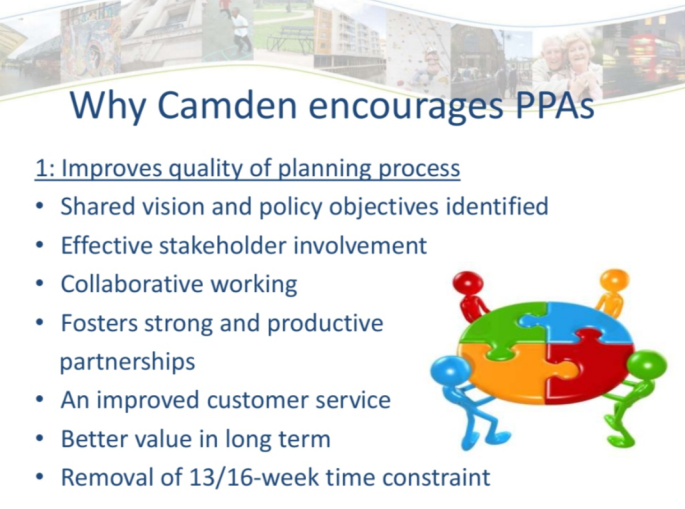 Why Camden encourages PPAs
1: Improves quality of planning process
• Shared vision and policy objectives identified
• Effective stakeholder involvement
• Collaborative working
• Fosters strong and productive
partnerships
• An improved customer service
• Better value in long term
• Removal of 13/16-week time constraint